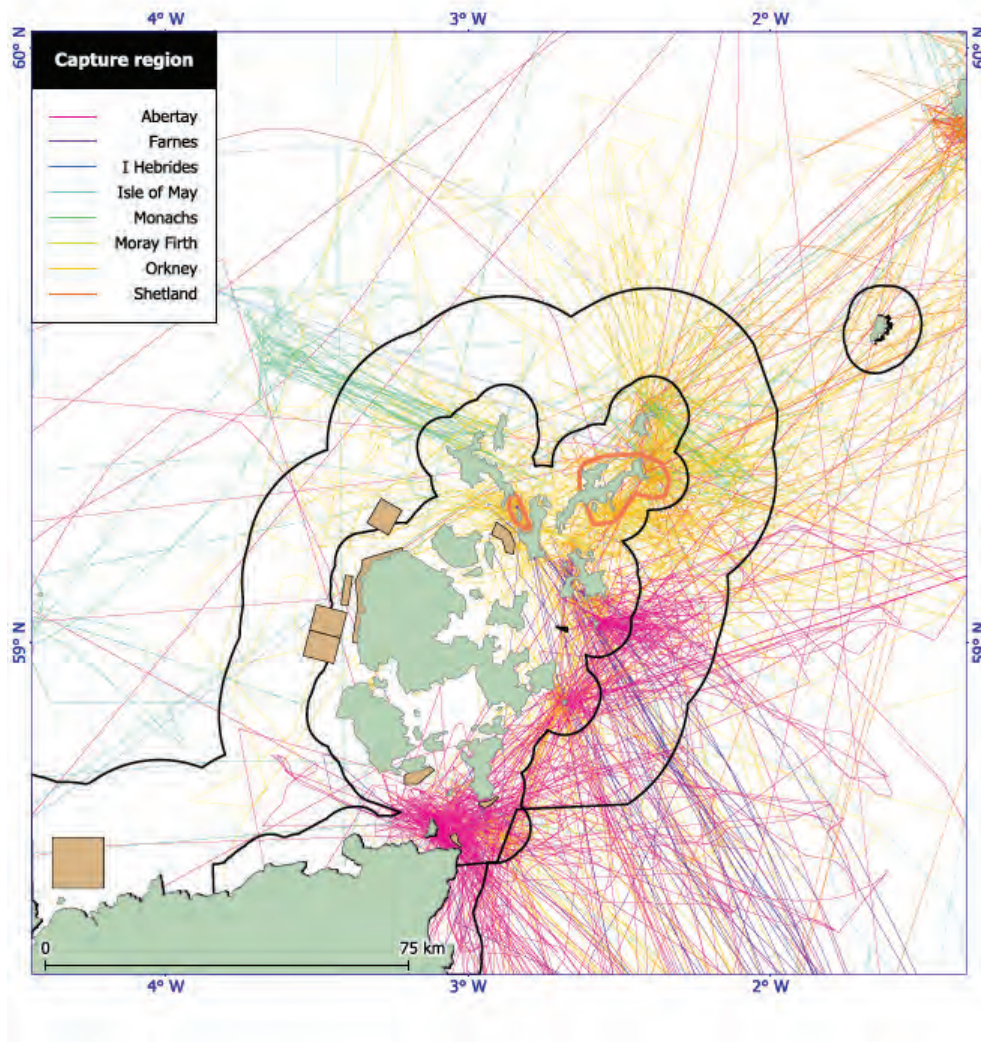 4° W 3° W 2° W
60° N
60° N
Capture region
Abertay
Farnes
I Hebrides
Isle of May
Monachs
Moray Firth
Orkney
Shetland
59° N
59° N
0 75 km
4° W 3° W 2° W